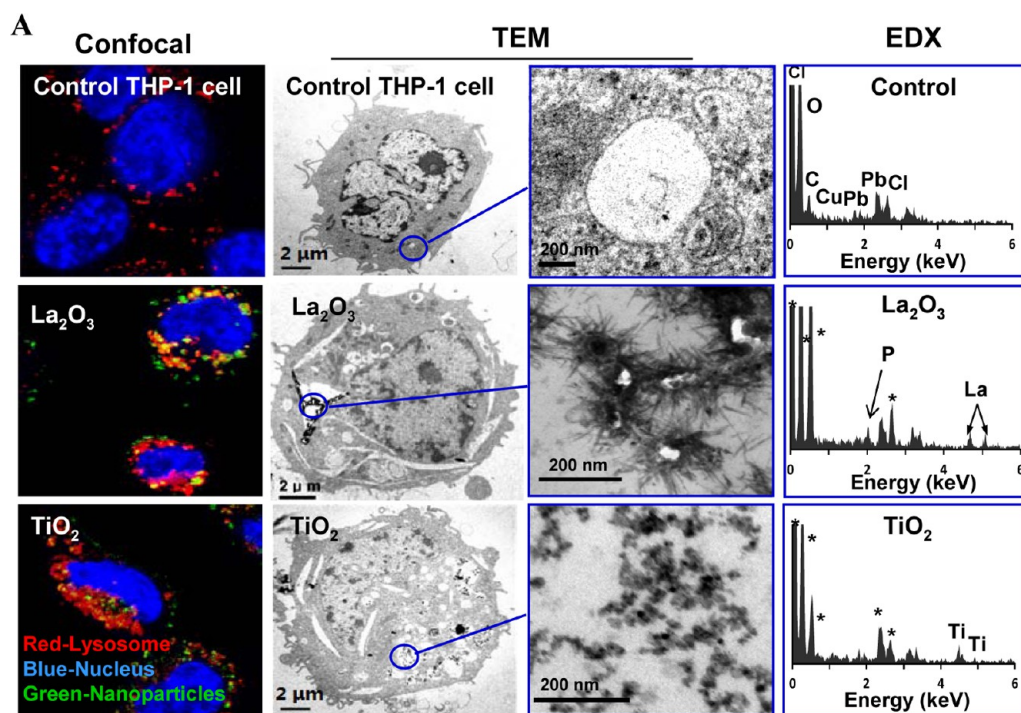 A
Confocal
TEM
EDX
Control THP-1 cell
Control THP-1 cell
2 μm
200 nm
Control
Cl
O
C
CuPb
Pb Cl
0 2 4 6
Energy (keV)
La₂O₃
La₂O₃
2 μm
200 nm
La₂O₃
* * * *
P
La
0 2 4 6
Energy (keV)
TiO₂
Red-Lysosome
Blue-Nucleus
Green-Nanoparticles
TiO₂
2 μm
200 nm
TiO₂
* * * * *
Ti
Ti
0 2 4 6
Energy (keV)